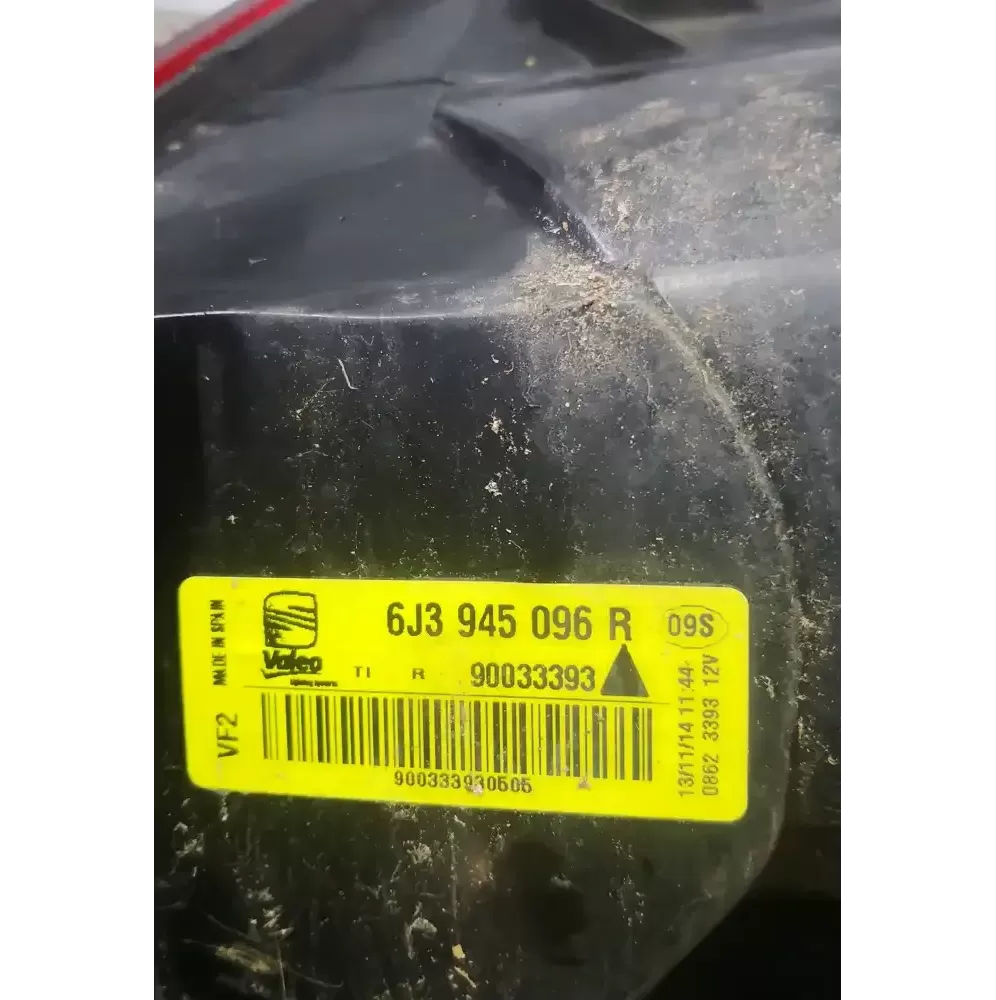 MADE IN SPAIN
6J3 945 096 R
09S
Valeo
TI R 90033393
VF2
900333930505
13/11/14 11:44
0862 3393 12V